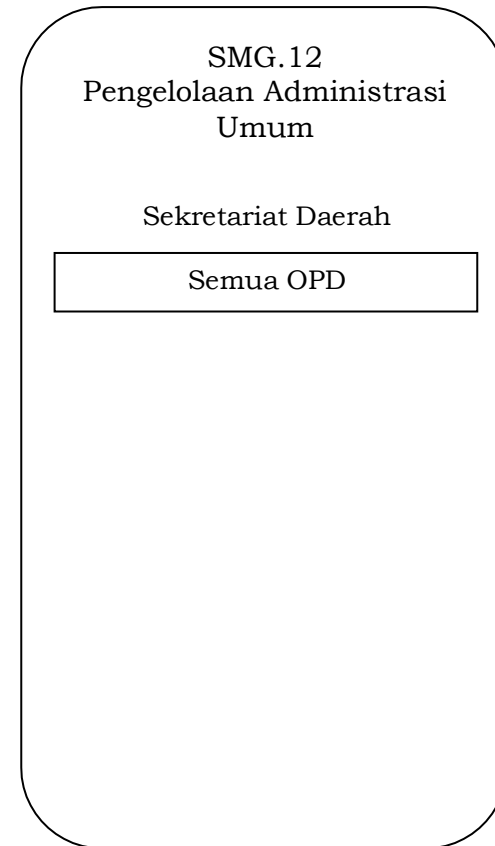 SMG.12
Pengelolaan Administrasi
Umum
Sekretariat Daerah
Semua OPD